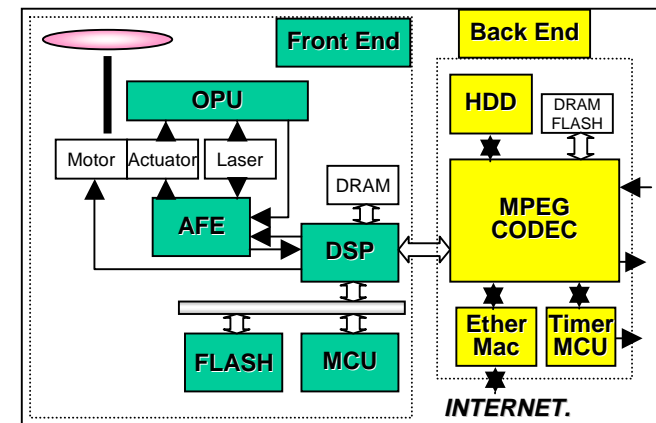 Front End
Back End
OPU
HDD
DRAM
FLASH
Motor
Actuator
Laser
DRAM
MPEG
CODEC
AFE
DSP
FLASH
MCU
Ether
Mac
Timer
MCU
INTERNET.